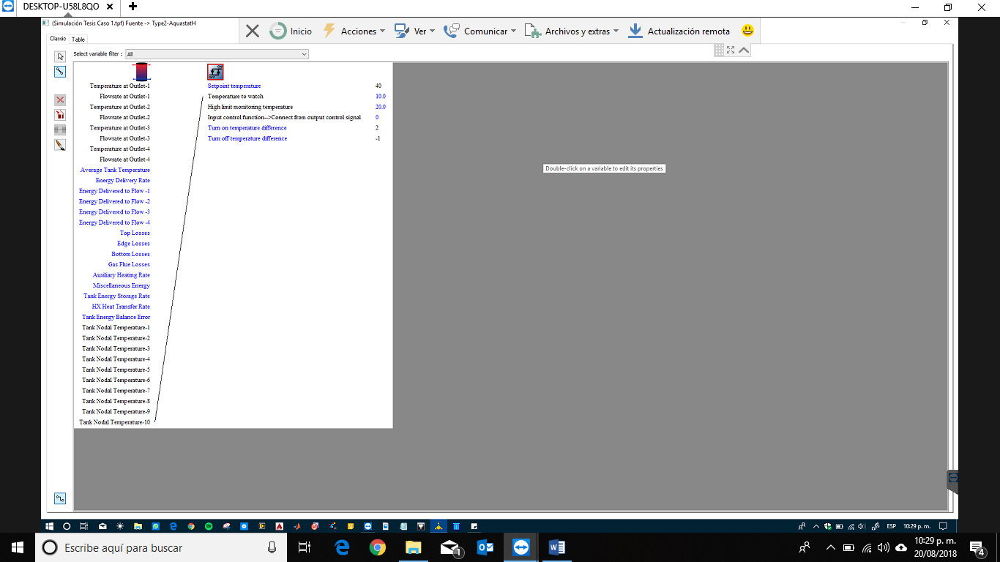 DESKTOP-U58L8QO
(Simulación Tesis Caso 1.tpf) Fuente -> Type2-AquastatH
Inicio Acciones Ver Comunicar Archivos y extras Actualización remota
Classic Table
Select variable filter : All
ON
OFF
Temperature at Outlet-1 Setpoint temperature 40
Flowrate at Outlet-1 Temperature to watch 10.0
Temperature at Outlet-2 High limit monitoring temperature 20.0
Flowrate at Outlet-2 Input control function-->Connect from output control signal 0
Temperature at Outlet-3 Turn on temperature difference 2
Flowrate at Outlet-3 Turn off temperature difference -1
Temperature at Outlet-4
Flowrate at Outlet-4
Average Tank Temperature Double-click on a variable to edit its properties
Energy Delivery Rate
Energy Delivered to Flow -1
Energy Delivered to Flow -2
Energy Delivered to Flow -3
Energy Delivered to Flow -4
Top Losses
Edge Losses
Bottom Losses
Gas Flue Losses
Auxiliary Heating Rate
Miscellaneous Energy
Tank Energy Storage Rate
HX Heat Transfer Rate
Tank Energy Balance Error
Tank Nodal Temperature-1
Tank Nodal Temperature-2
Tank Nodal Temperature-3
Tank Nodal Temperature-4
Tank Nodal Temperature-5
Tank Nodal Temperature-6
Tank Nodal Temperature-7
Tank Nodal Temperature-8
Tank Nodal Temperature-9
Tank Nodal Temperature-10
ESP 10:29 p. m.
Escribe aquí para buscar 1 10:29 p. m.
20/08/2018 4